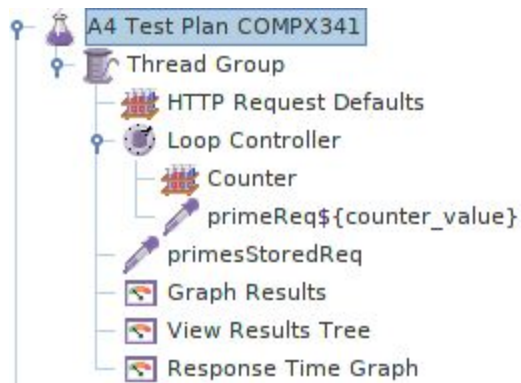 A4 Test Plan COMPX341
Thread Group
HTTP Request Defaults
Loop Controller
Counter
primeReq${counter_value}
primesStoredReq
Graph Results
View Results Tree
Response Time Graph